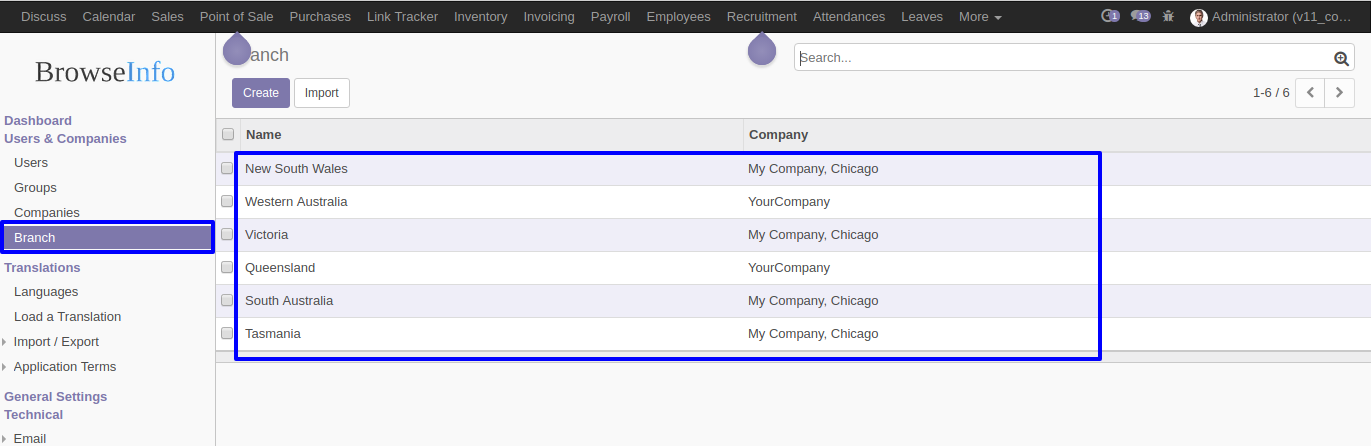 Discuss Calendar Sales Point of Sale Purchases Link Tracker Inventory Invoicing Payroll Employees Recruitment Attendances Leaves More 1 13 Administrator (v11_co...
BrowseInfo
anch
Search...
Create Import
1-6 / 6
Dashboard
Users & Companies
Users
Groups
Companies
Branch
Translations
Languages
Load a Translation
Import / Export
Application Terms
General Settings
Technical
Email
Name Company
New South Wales My Company, Chicago
Western Australia YourCompany
Victoria My Company, Chicago
Queensland YourCompany
South Australia My Company, Chicago
Tasmania My Company, Chicago